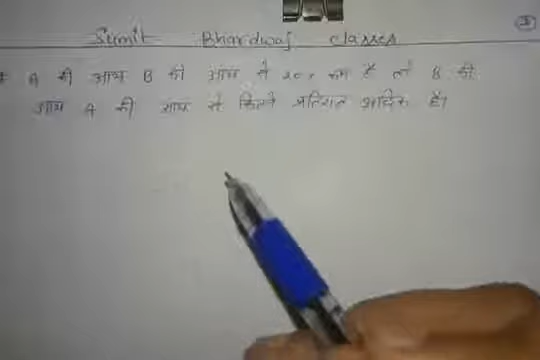 Sumit Bhardwaj classes
A की आय B की आय से 20% कम है तो B की
आय A की आय से कितने प्रतिशत अधिक है।